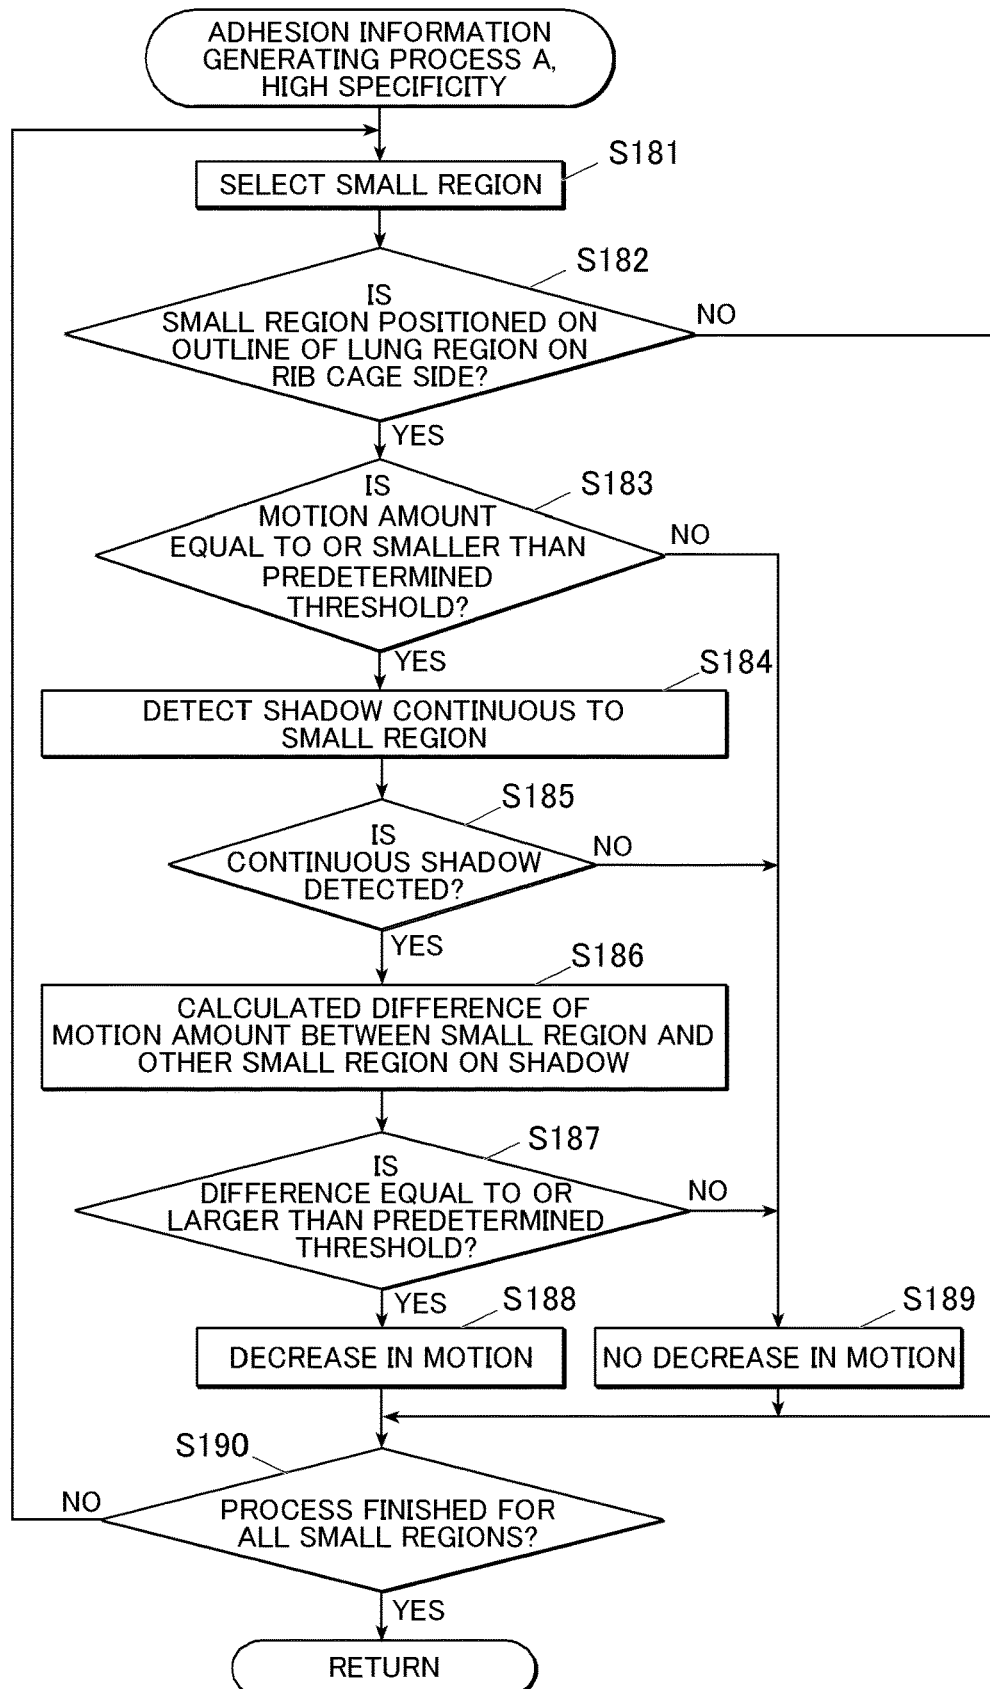 ADHESION INFORMATION
GENERATING PROCESS A,
HIGH SPECIFICITY
S181
SELECT SMALL REGION
S182
IS
SMALL REGION POSITIONED ON
OUTLINE OF LUNG REGION ON
RIB CAGE SIDE?
NO
YES
S183
IS
MOTION AMOUNT
EQUAL TO OR SMALLER THAN
PREDETERMINED
THRESHOLD?
NO
YES
S184
DETECT SHADOW CONTINUOUS TO
SMALL REGION
S185
IS
CONTINUOUS SHADOW
DETECTED?
NO
YES
S186
CALCULATED DIFFERENCE OF
MOTION AMOUNT BETWEEN SMALL REGION AND
OTHER SMALL REGION ON SHADOW
S187
IS
DIFFERENCE EQUAL TO OR
LARGER THAN PREDETERMINED
THRESHOLD?
NO
YES
S188
DECREASE IN MOTION
S189
NO DECREASE IN MOTION
S190
PROCESS FINISHED FOR
ALL SMALL REGIONS?
NO
YES
RETURN